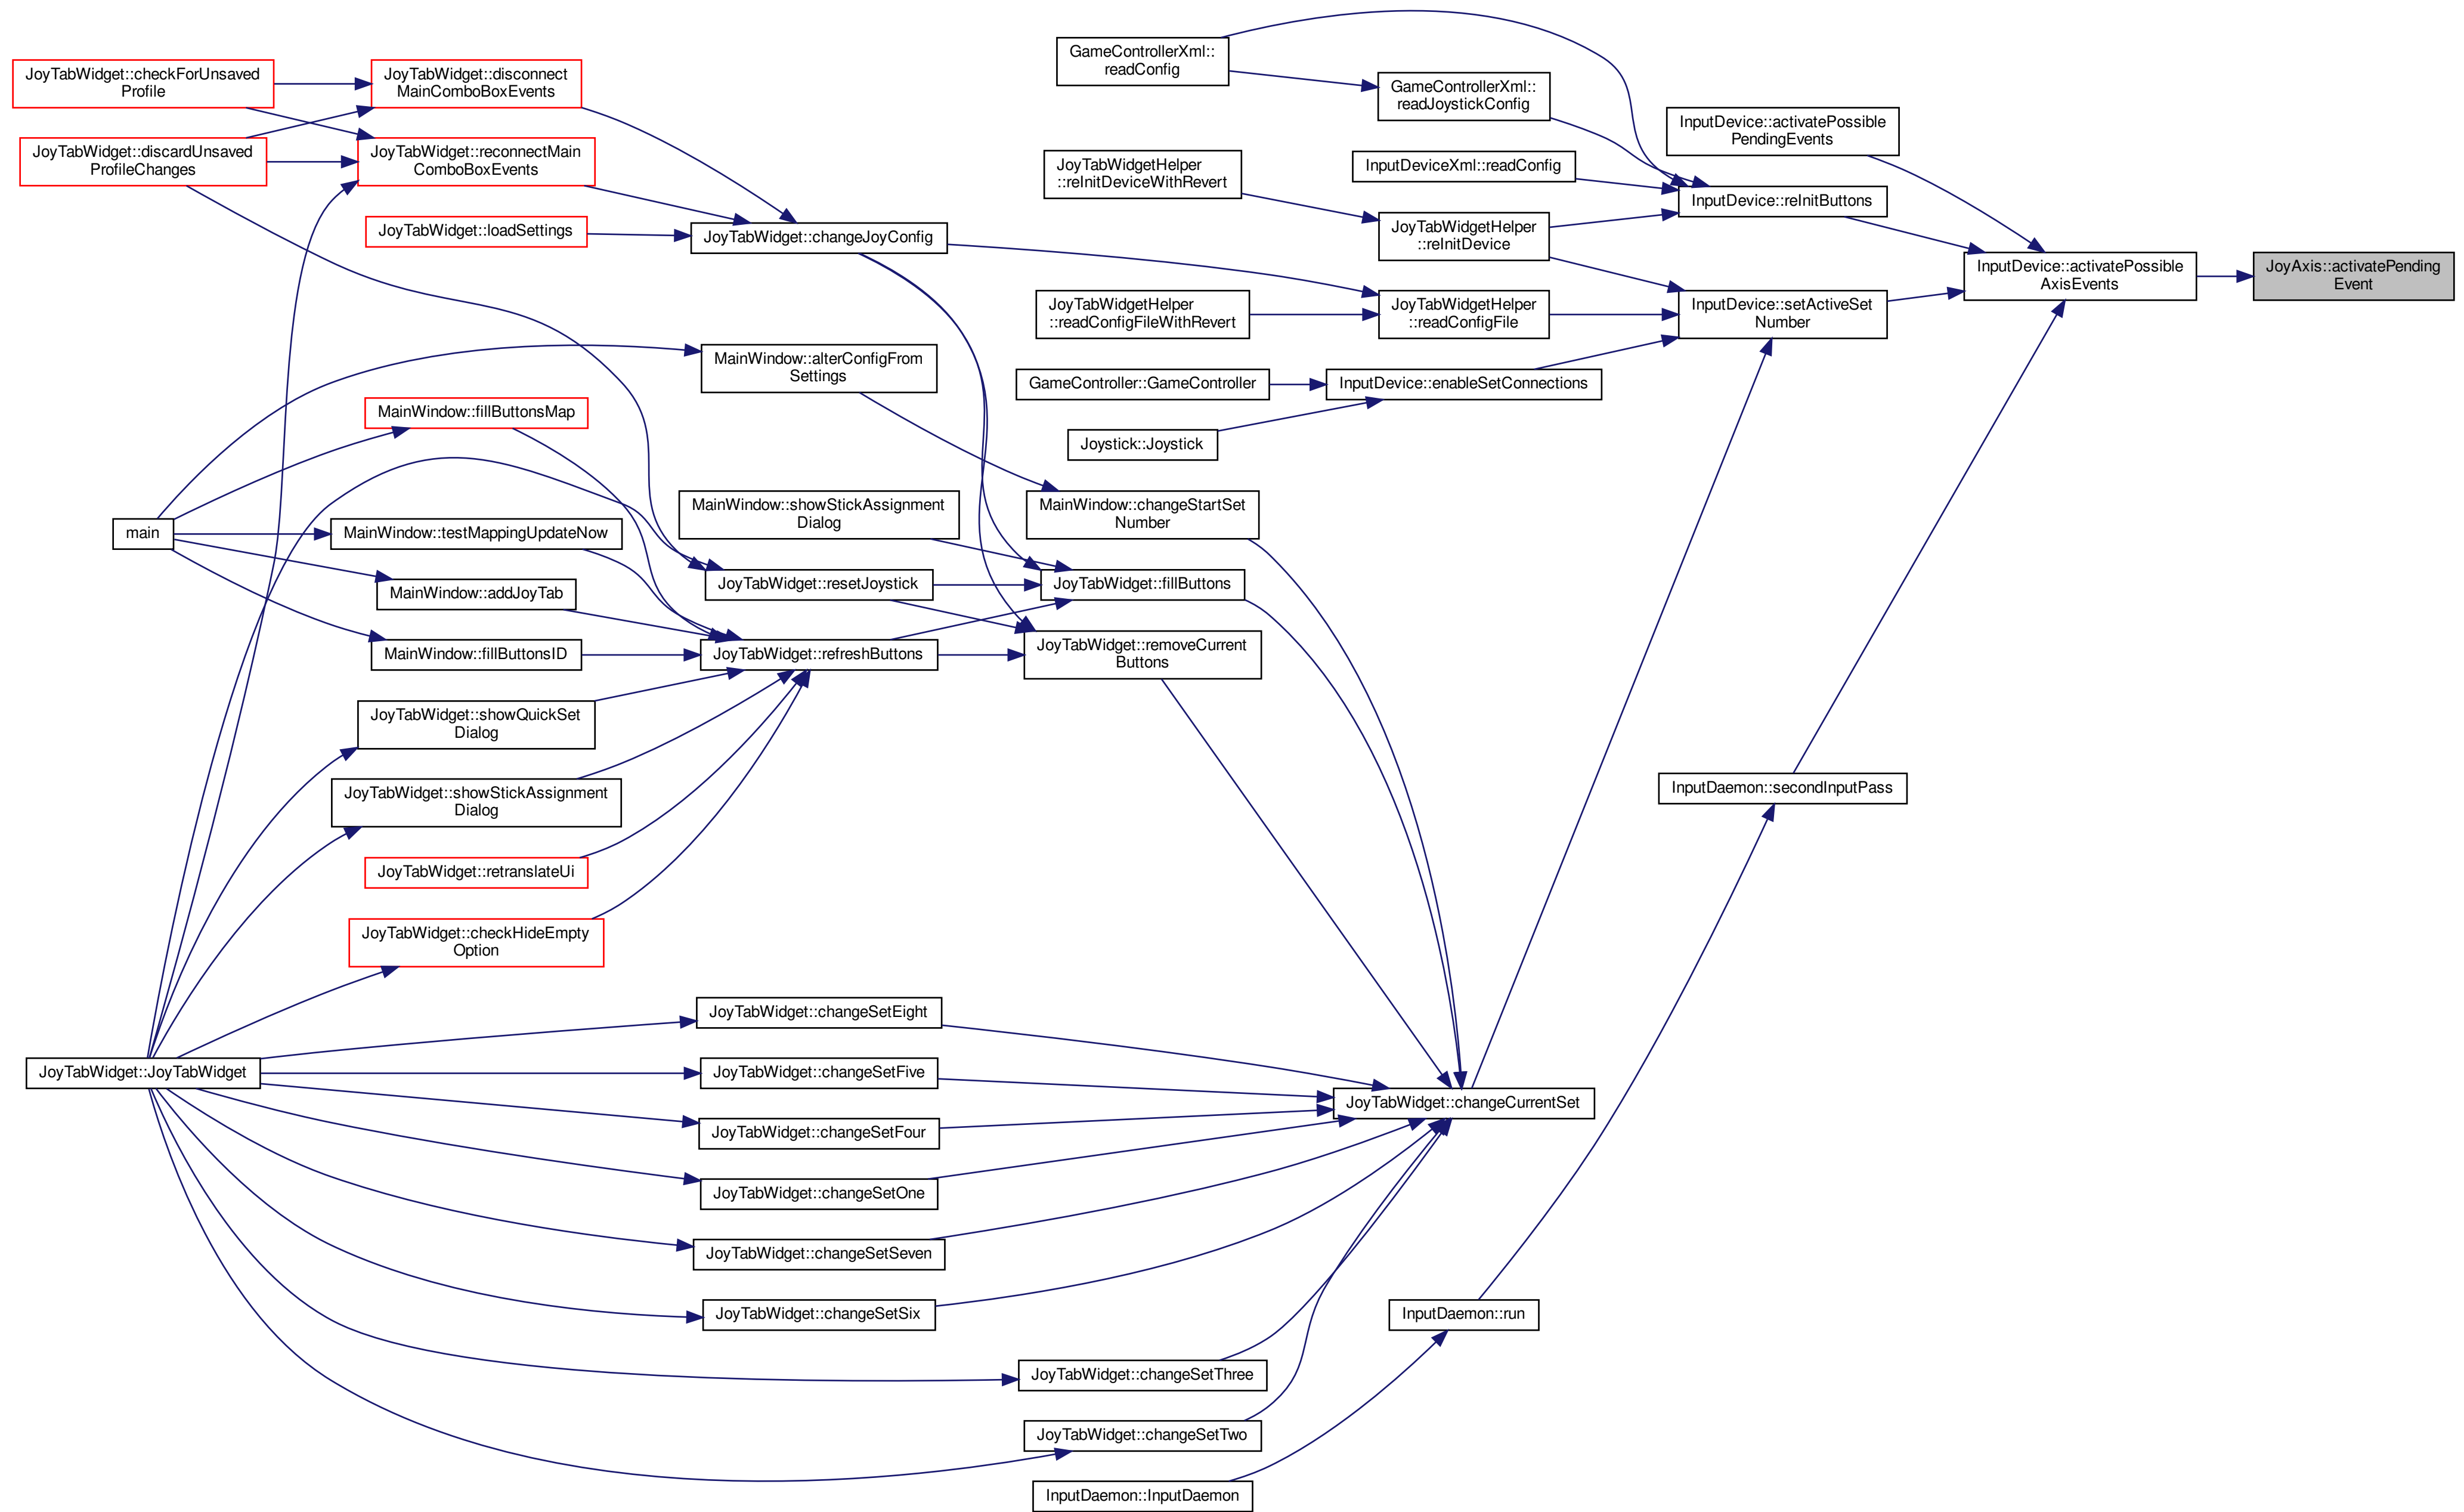 GameControllerXml::
readConfig
JoyTabWidget::checkForUnsaved
Profile
JoyTabWidget::disconnect
MainComboBoxEvents
GameControllerXml::
readJoystickConfig
InputDevice::activatePossible
PendingEvents
JoyTabWidget::discardUnsaved
ProfileChanges
JoyTabWidget::reconnectMain
ComboBoxEvents
JoyTabWidgetHelper
::reInitDeviceWithRevert
InputDeviceXml::readConfig
InputDevice::reInitButtons
JoyTabWidget::loadSettings
JoyTabWidget::changeJoyConfig
JoyTabWidgetHelper
::reInitDevice
InputDevice::activatePossible
AxisEvents
JoyAxis::activatePending
Event
JoyTabWidgetHelper
::readConfigFileWithRevert
JoyTabWidgetHelper
::readConfigFile
InputDevice::setActiveSet
Number
MainWindow::alterConfigFrom
Settings
GameController::GameController
InputDevice::enableSetConnections
MainWindow::fillButtonsMap
Joystick::Joystick
MainWindow::showStickAssignment
Dialog
MainWindow::changeStartSet
Number
main
MainWindow::testMappingUpdateNow
MainWindow::addJoyTab
JoyTabWidget::resetJoystick
JoyTabWidget::fillButtons
MainWindow::fillButtonsID
JoyTabWidget::refreshButtons
JoyTabWidget::removeCurrent
Buttons
JoyTabWidget::showQuickSet
Dialog
JoyTabWidget::showStickAssignment
Dialog
InputDaemon::secondInputPass
JoyTabWidget::retranslateUi
JoyTabWidget::checkHideEmpty
Option
JoyTabWidget::changeSetEight
JoyTabWidget::JoyTabWidget
JoyTabWidget::changeSetFive
JoyTabWidget::changeCurrentSet
JoyTabWidget::changeSetFour
JoyTabWidget::changeSetOne
JoyTabWidget::changeSetSeven
JoyTabWidget::changeSetSix
InputDaemon::run
JoyTabWidget::changeSetThree
JoyTabWidget::changeSetTwo
InputDaemon::InputDaemon